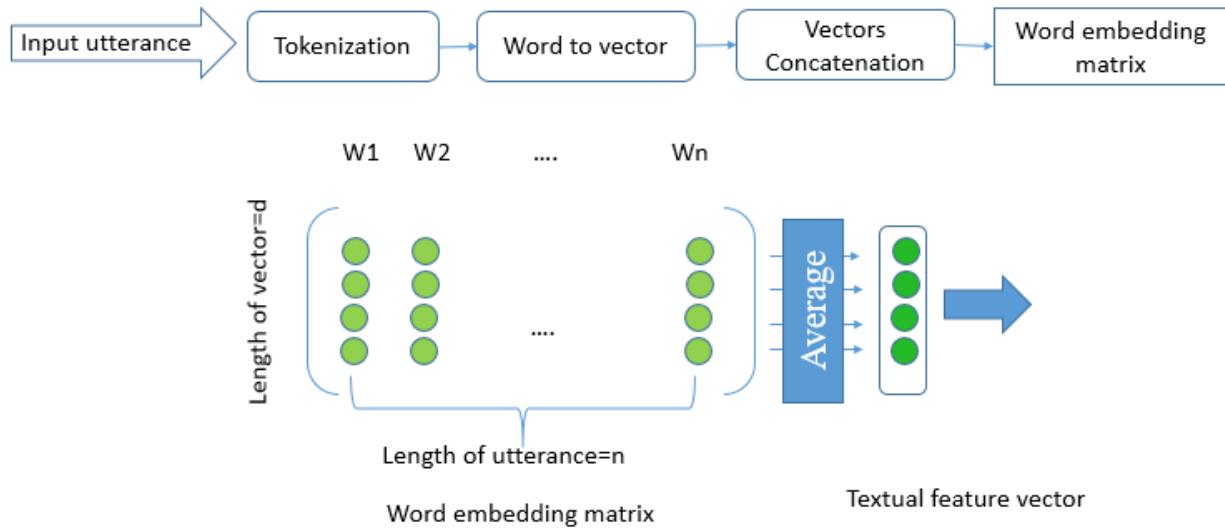 Input utterance
Tokenization
Word to vector
Vectors
Concatenation
Word embedding
matrix
W1 W2 .... Wn
Length of vector=d
....
Average
Length of utterance=n
Word embedding matrix
Textual feature vector